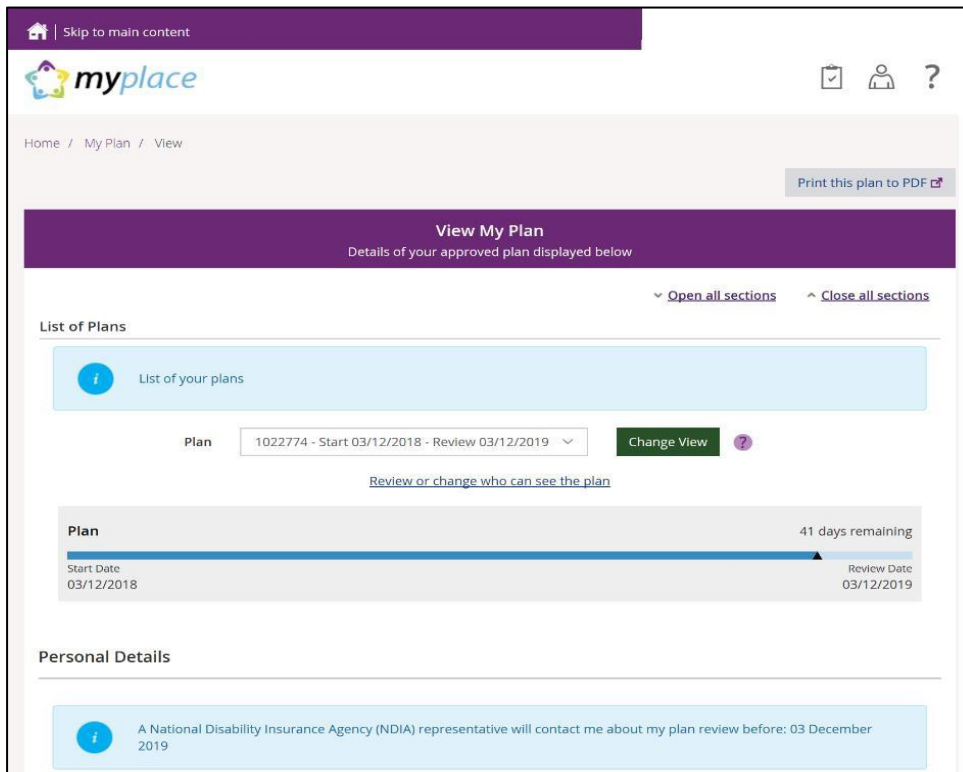 Skip to main content
myplace
?
Home / My Plan / View
Print this plan to PDF
View My Plan
Details of your approved plan displayed below
Open all sections
Close all sections
List of Plans
i
List of your plans
Plan
1022774 - Start 03/12/2018 - Review 03/12/2019
Change View
?
Review or change who can see the plan
Plan
41 days remaining
Start Date
Review Date
03/12/2018
03/12/2019
Personal Details
i
A National Disability Insurance Agency (NDIA) representative will contact me about my plan review before: 03 December
2019